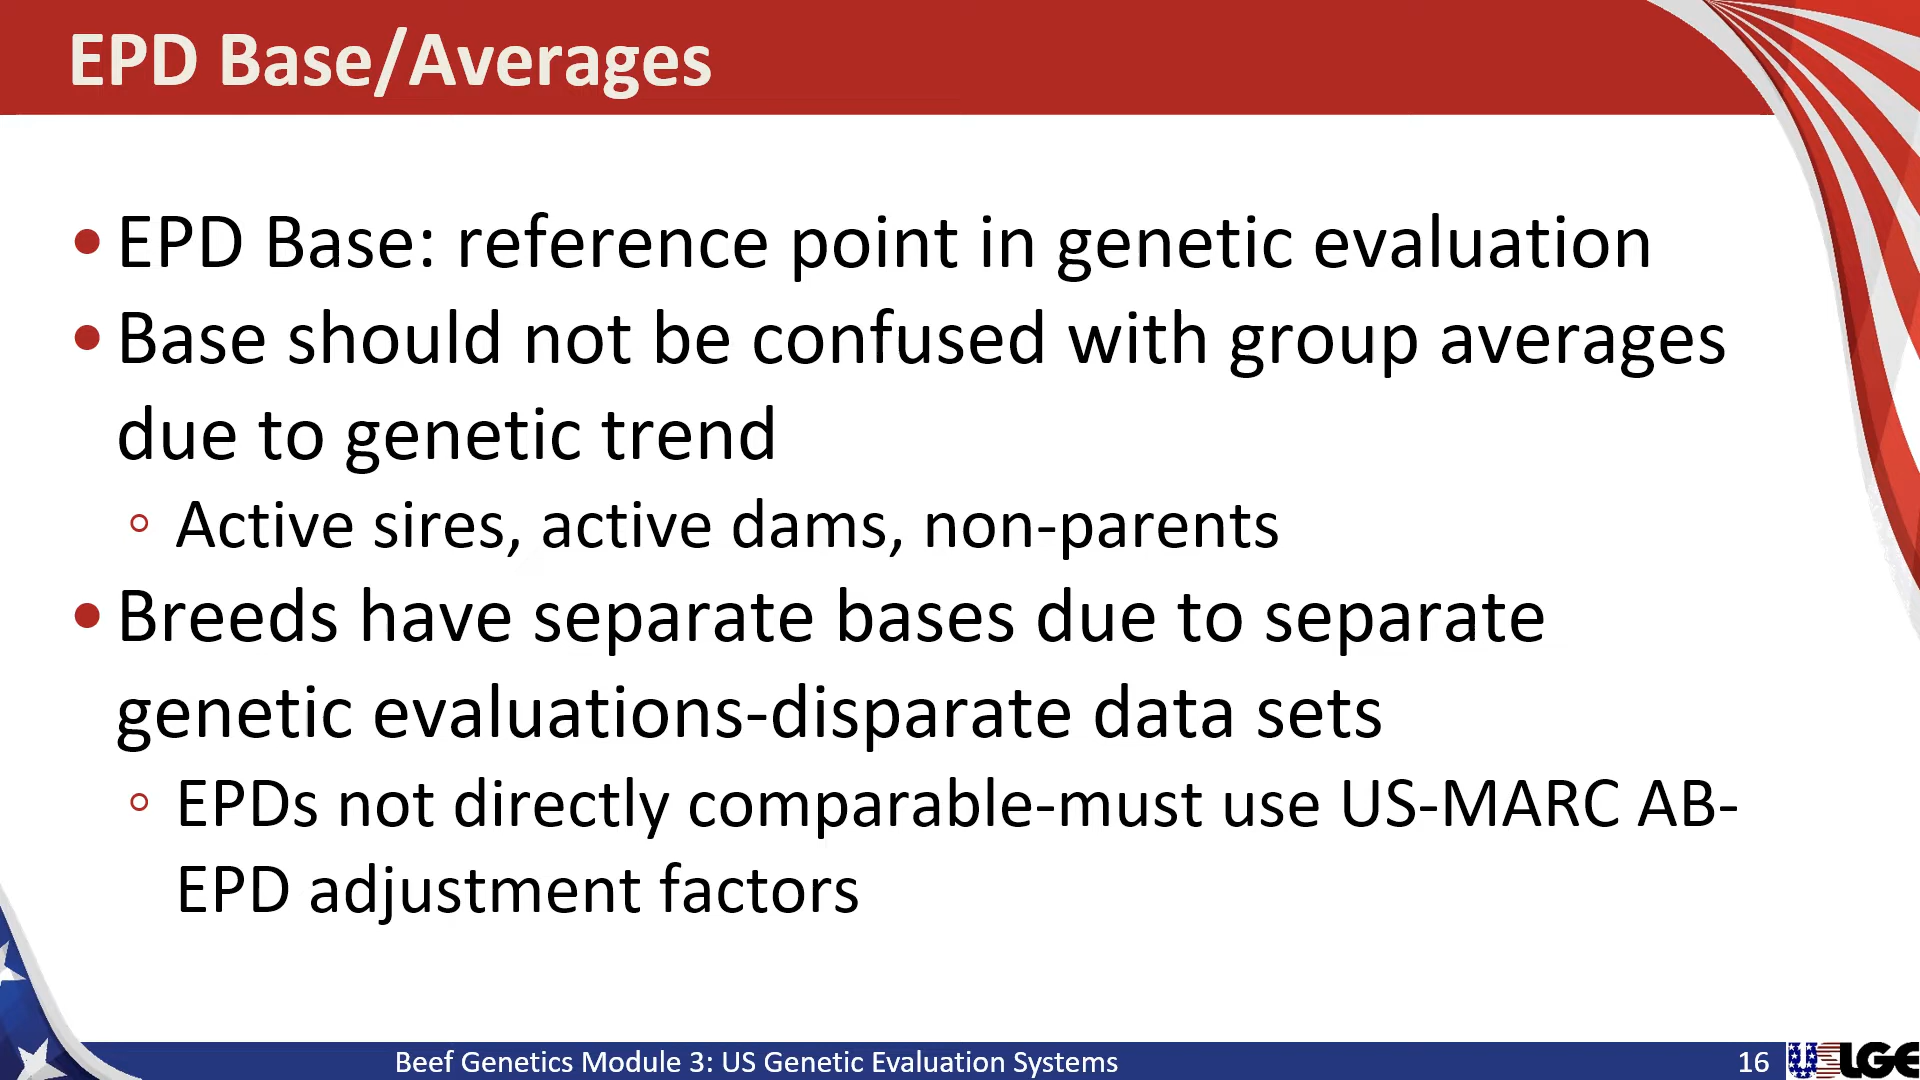 EPD Base/Averages
• EPD Base: reference point in genetic evaluation
• Base should not be confused with group averages
due to genetic trend
◦ Active sires, active dams, non-parents
• Breeds have separate bases due to separate
genetic evaluations-disparate data sets
◦ EPDs not directly comparable-must use US-MARC AB-
EPD adjustment factors
Beef Genetics Module 3: US Genetic Evaluation Systems
16
USLGE